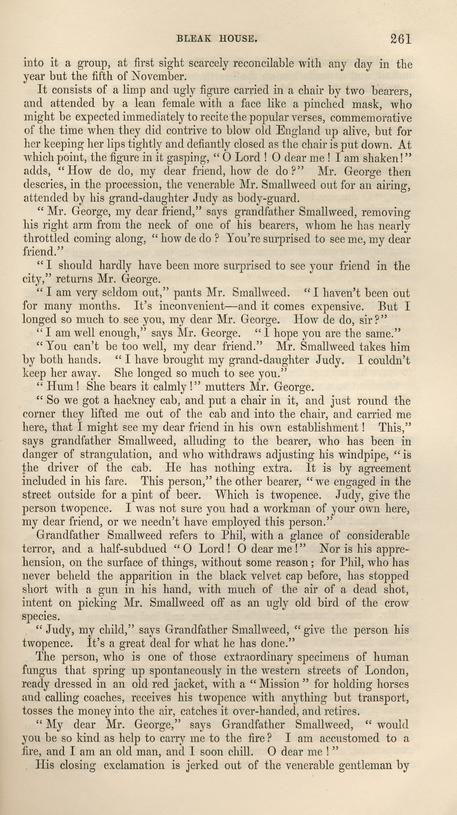 BLEAK HOUSE. 261
into it a group, at first sight scarcely reconcilable with any day in the
year but the fifth of November.
It consists of a limp and ugly figure carried in a chair by two bearers,
and attended by a lean female with a face like a pinched mask, who
might be expected immediately to recite the popular verses, commemorative
of the time when they did contrive to blow old England up alive, but for
her keeping her lips tightly and defiantly closed as the chair is put down. At
which point, the figure in it gasping, “O Lord! O dear me! I am shaken!”
adds, “How de do, my dear friend, how de do?” Mr. George then
descries, in the procession, the venerable Mr. Smallweed out for an airing,
attended by his grand-daughter Judy as body-guard.
“Mr. George, my dear friend,” says grandfather Smallweed, removing
his right arm from the neck of one of his bearers, whom he has nearly
throttled coming along, “how de do? You're surprised to see me, my dear
friend.”
“I should hardly have been more surprised to see your friend in the
city,” returns Mr. George.
“I am very seldom out,” pants Mr. Smallweed. “I haven't been out
for many months. It's inconvenient—and it comes expensive. But I
longed so much to see you, my dear Mr. George. How de do, sir?”
“I am well enough,” says Mr. George. “I hope you are the same.”
“You can't be too well, my dear friend.” Mr. Smallweed takes him
by both hands. “I have brought my grand-daughter Judy. I couldn't
keep her away. She longed so much to see you.”
“Hum! She bears it calmly!” mutters Mr. George.
“So we got a hackney cab, and put a chair in it, and just round the
corner they lifted me out of the cab and into the chair, and carried me
here, that I might see my dear friend in his own establishment! This,”
says grandfather Smallweed, alluding to the bearer, who has been in
danger of strangulation, and who withdraws adjusting his windpipe, “is
the driver of the cab. He has nothing extra. It is by agreement
included in his fare. This person,” the other bearer, “we engaged in the
street outside for a pint of beer. Which is twopence. Judy, give the
person twopence. I was not sure you had a workman of your own here,
my dear friend, or we needn't have employed this person.”
Grandfather Smallweed refers to Phil, with a glance of considerable
terror, and a half-subdued “O Lord! O dear me!” Nor is his appre-
hension, on the surface of things, without some reason; for Phil, who has
never beheld the apparition in the black velvet cap before, has stopped
short with a gun in his hand, with much of the air of a dead shot,
intent on picking Mr. Smallweed off as an ugly old bird of the crow
species.
“Judy, my child,” says Grandfather Smallweed, “give the person his
twopence. It's a great deal for what he has done.”
The person, who is one of those extraordinary specimens of human
fungus that spring up spontaneously in the western streets of London,
ready dressed in an old red jacket, with a “Mission” for holding horses
and calling coaches, receives his twopence with anything but transport,
tosses the money into the air, catches it over-handed, and retires.
“My dear Mr. George,” says Grandfather Smallweed, “would
you be so kind as help to carry me to the fire? I am accustomed to a
fire, and I am an old man, and I soon chill. O dear me!”
His closing exclamation is jerked out of the venerable gentleman by